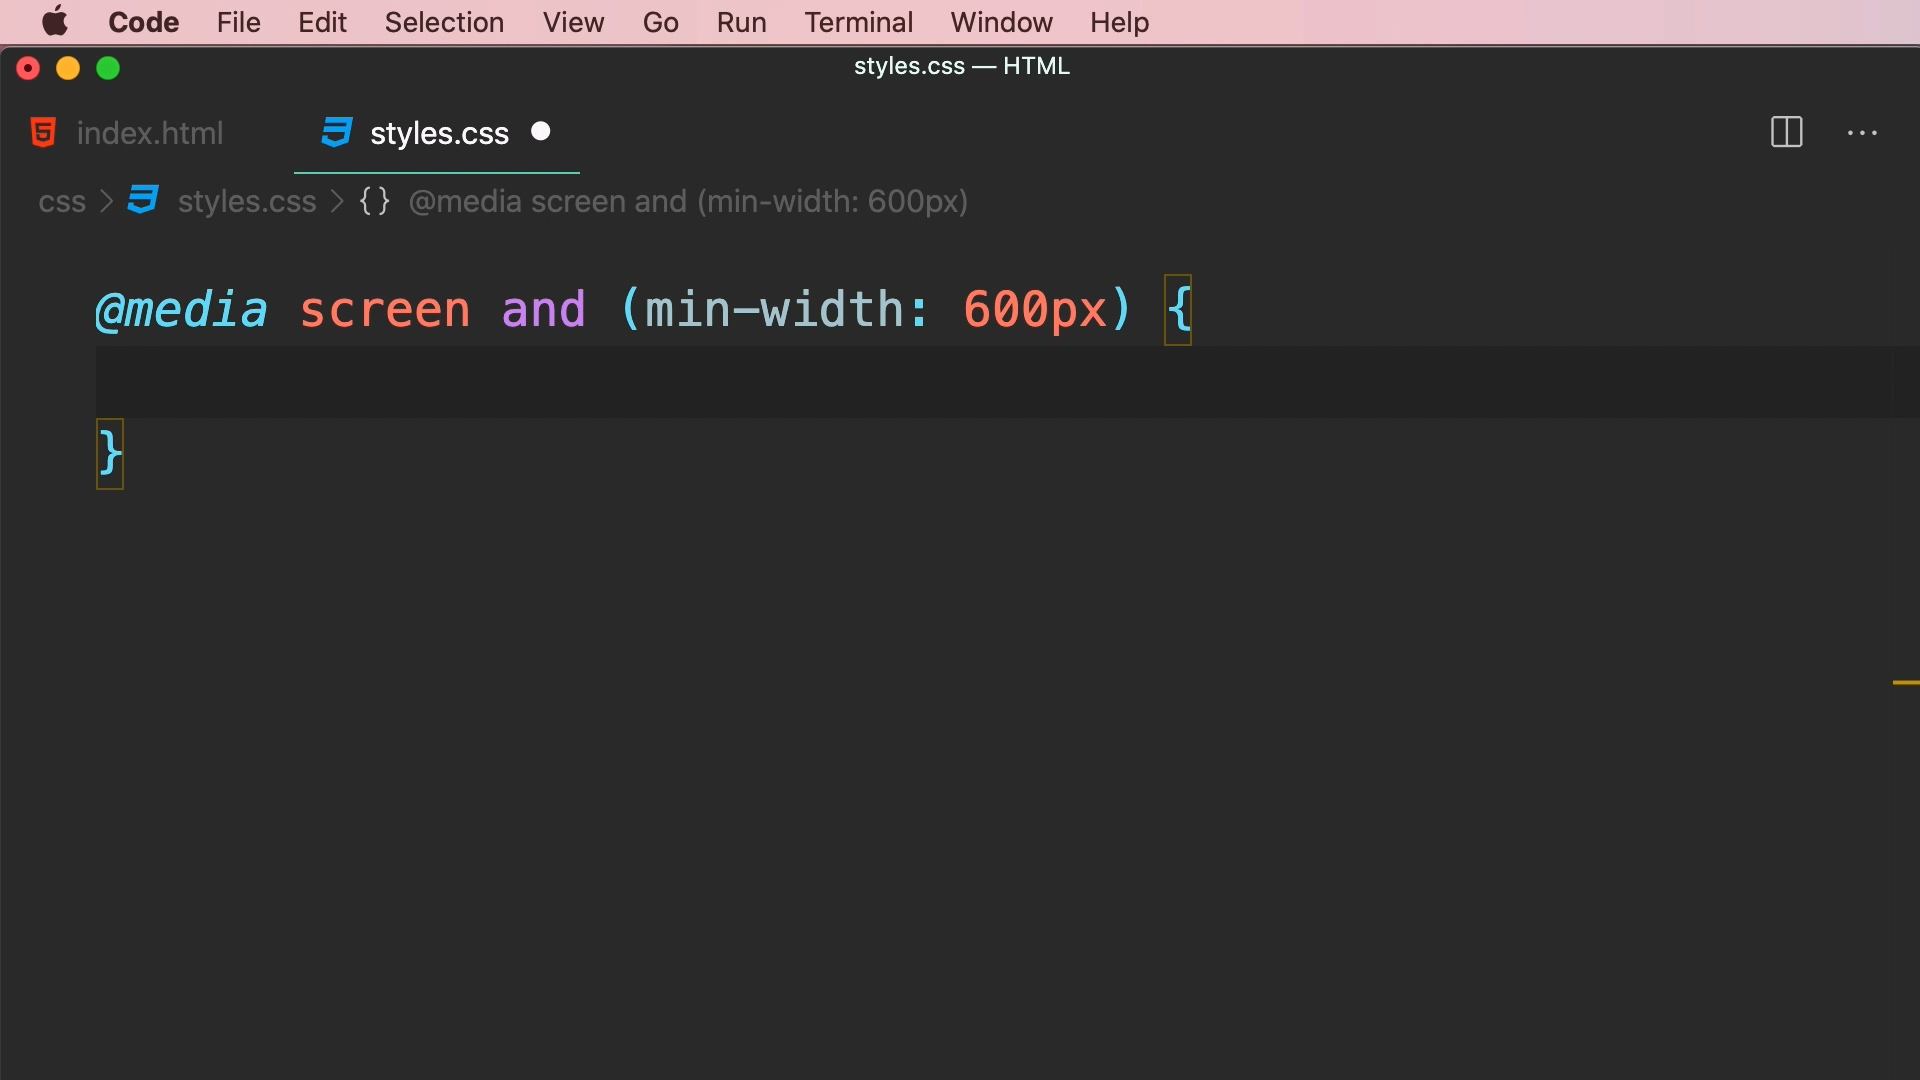 Code File Edit Selection View Go Run Terminal Window Help
styles.css — HTML
index.html styles.css
css > styles.css > {} @media screen and (min-width: 600px)
@media screen and (min-width: 600px) {
}